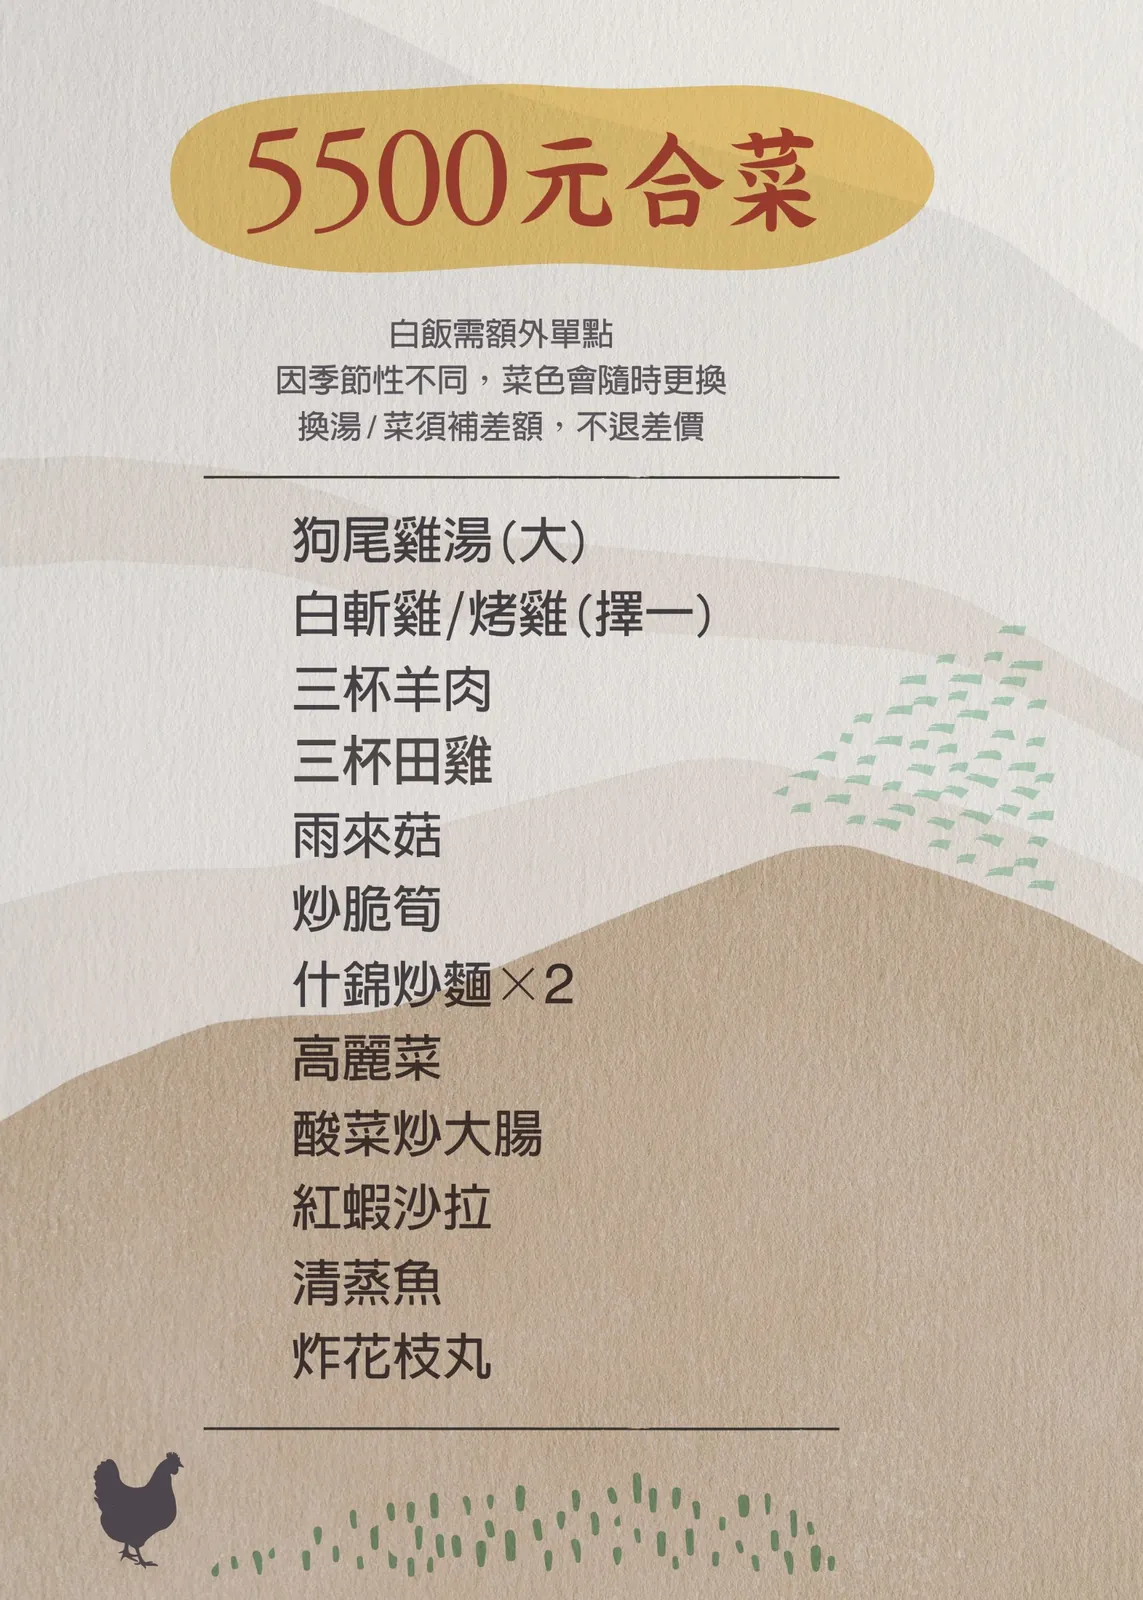 5500元合菜
白飯需額外單點
因季節性不同，菜色會隨時更換
換湯/菜須補差額，不退差價
狗尾雞湯(大)
白斬雞/烤雞(擇一)
三杯羊肉
三杯田雞
雨來菇
炒脆筍
什錦炒麵×2
高麗菜
酸菜炒大腸
紅蝦沙拉
清蒸魚
炸花枝丸